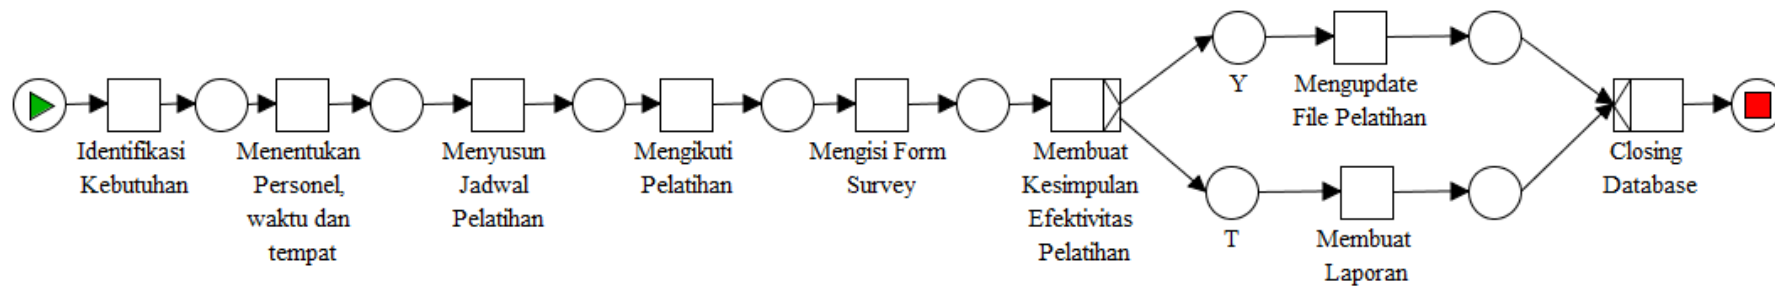 Identifikasi
Kebutuhan
Menentukan
Personel,
waktu dan
tempat
Menyusun
Jadwal
Pelatihan
Mengikuti
Pelatihan
Mengisi Form
Survey
Membuat
Kesimpulan
Efektivitas
Pelatihan
Y
Mengupdate
File Pelatihan
T
Membuat
Laporan
Closing
Database